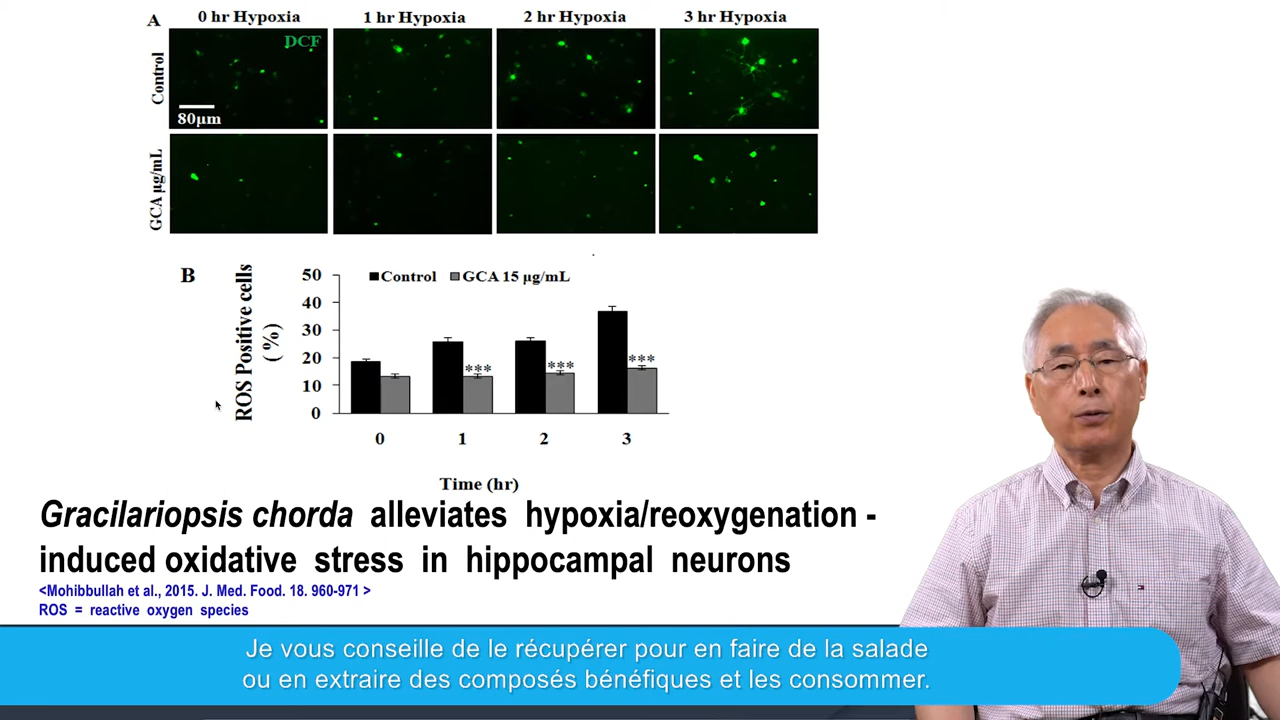 A
0 hr Hypoxia 1 hr Hypoxia 2 hr Hypoxia 3 hr Hypoxia
Control
DCF
80μm
GCA μg/mL
B
Control GCA 15 μg/mL
ROS Positive cells
( %)
50
40
30
20
10
0
***
***
***
0 1 2 3
Time (hr)
Gracilariopsis chorda alleviates hypoxia/reoxygenation -
induced oxidative stress in hippocampal neurons
<Mohibbullah et al., 2015. J. Med. Food. 18. 960-971 >
ROS = reactive oxygen species
Je vous conseille de le récupérer pour en faire de la salade
ou en extraire des composés bénéfiques et les consommer.